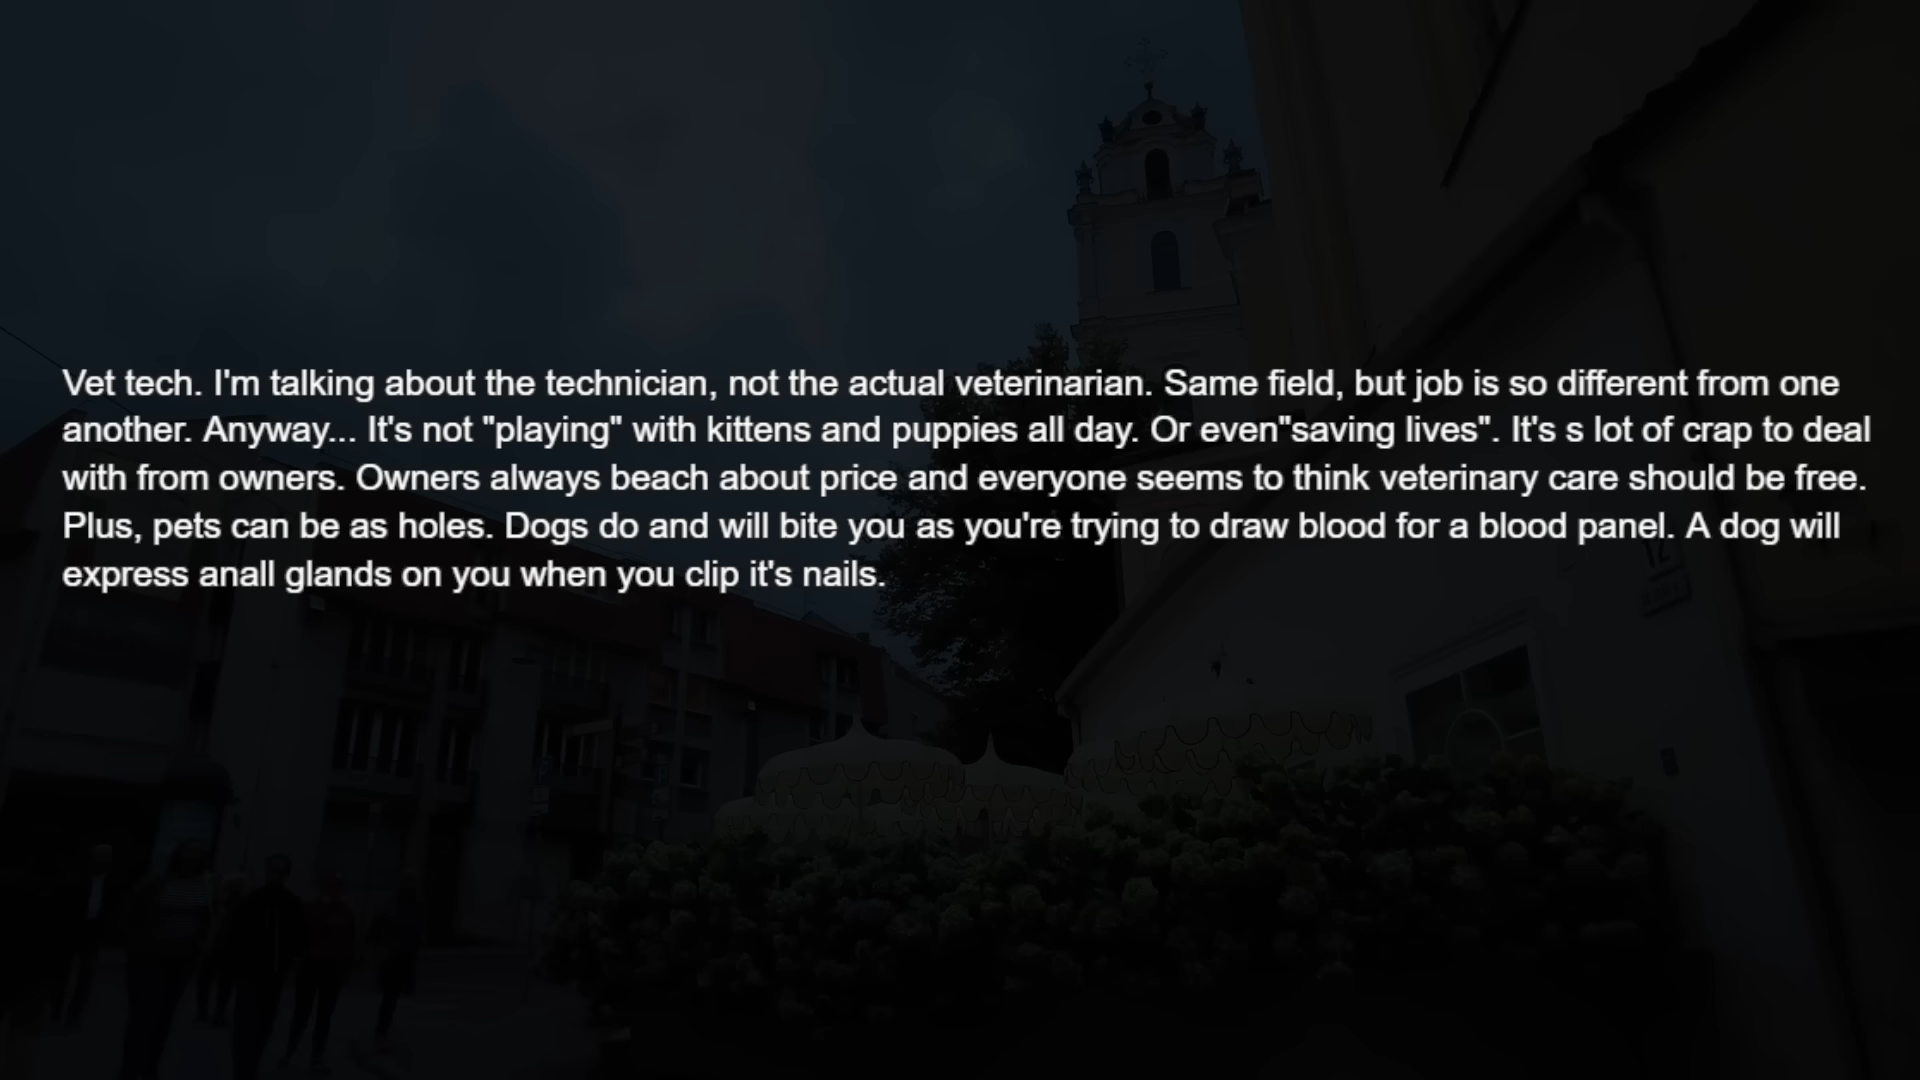 Vet tech. I'm talking about the technician, not the actual veterinarian. Same field, but job is so different from one
another. Anyway... It's not "playing" with kittens and puppies all day. Or even"saving lives". It's s lot of crap to deal
with from owners. Owners always beach about price and everyone seems to think veterinary care should be free.
Plus, pets can be as holes. Dogs do and will bite you as you're trying to draw blood for a blood panel. A dog will
express anall glands on you when you clip it's nails.
12